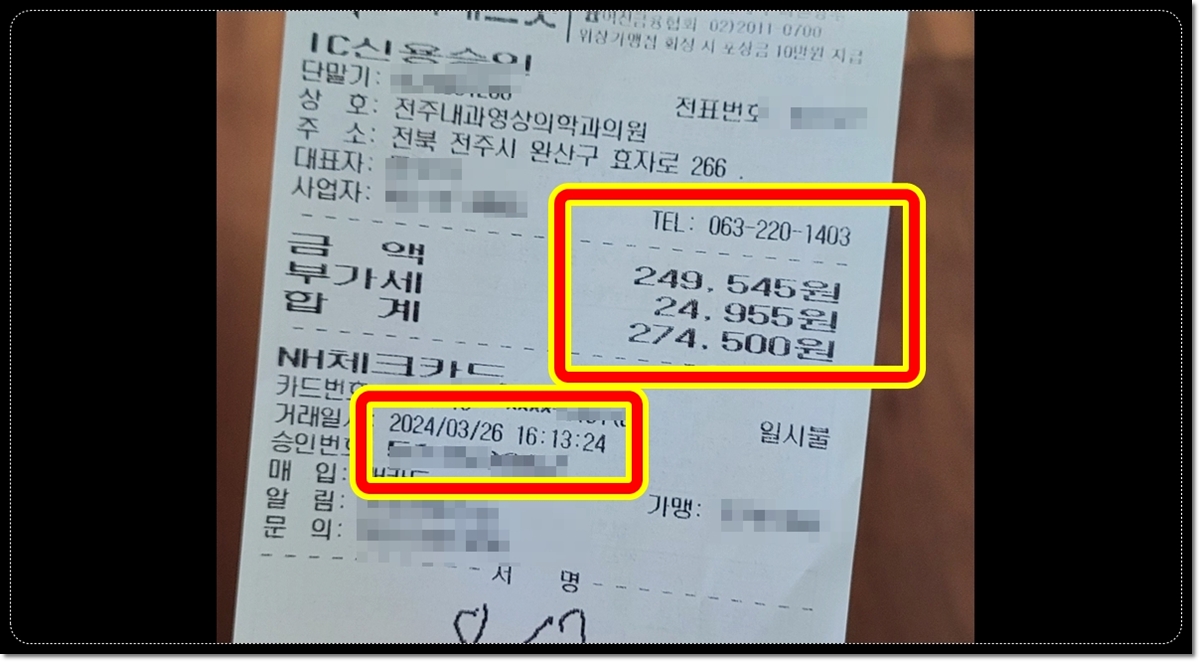 여신금융협회 02)2011-0700
위장가맹점 확정 시 포상금 10만원 지급
IC신용승인
단말기:
전표번호
상 호: 전주내과영상의학과의원
주 소: 전북 전주시 완산구 효자로 266 .
대표자:
사업자:
TEL: 063-220-1403
금 액 249,545원
부가세 24,955원
합 계 274,500원
NH체크카드
카드번호
거래일시: 2024/03/26 16:13:24
일시불
승인번호
매 입:
알 림:
가맹:
문 의:
서 명